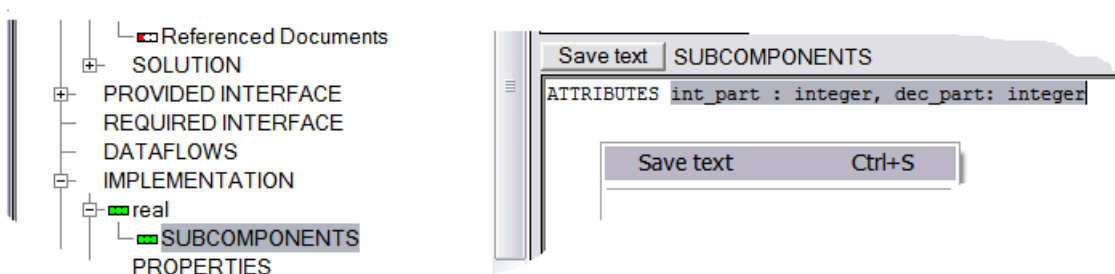 Referenced Documents
SOLUTION
PROVIDED INTERFACE
REQUIRED INTERFACE
DATAFLOWS
IMPLEMENTATION
real
SUBCOMPONENTS
PROPERTIES
Save text SUBCOMPONENTS
ATTRIBUTES int_part : integer, dec_part: integer
Save text Ctrl+S